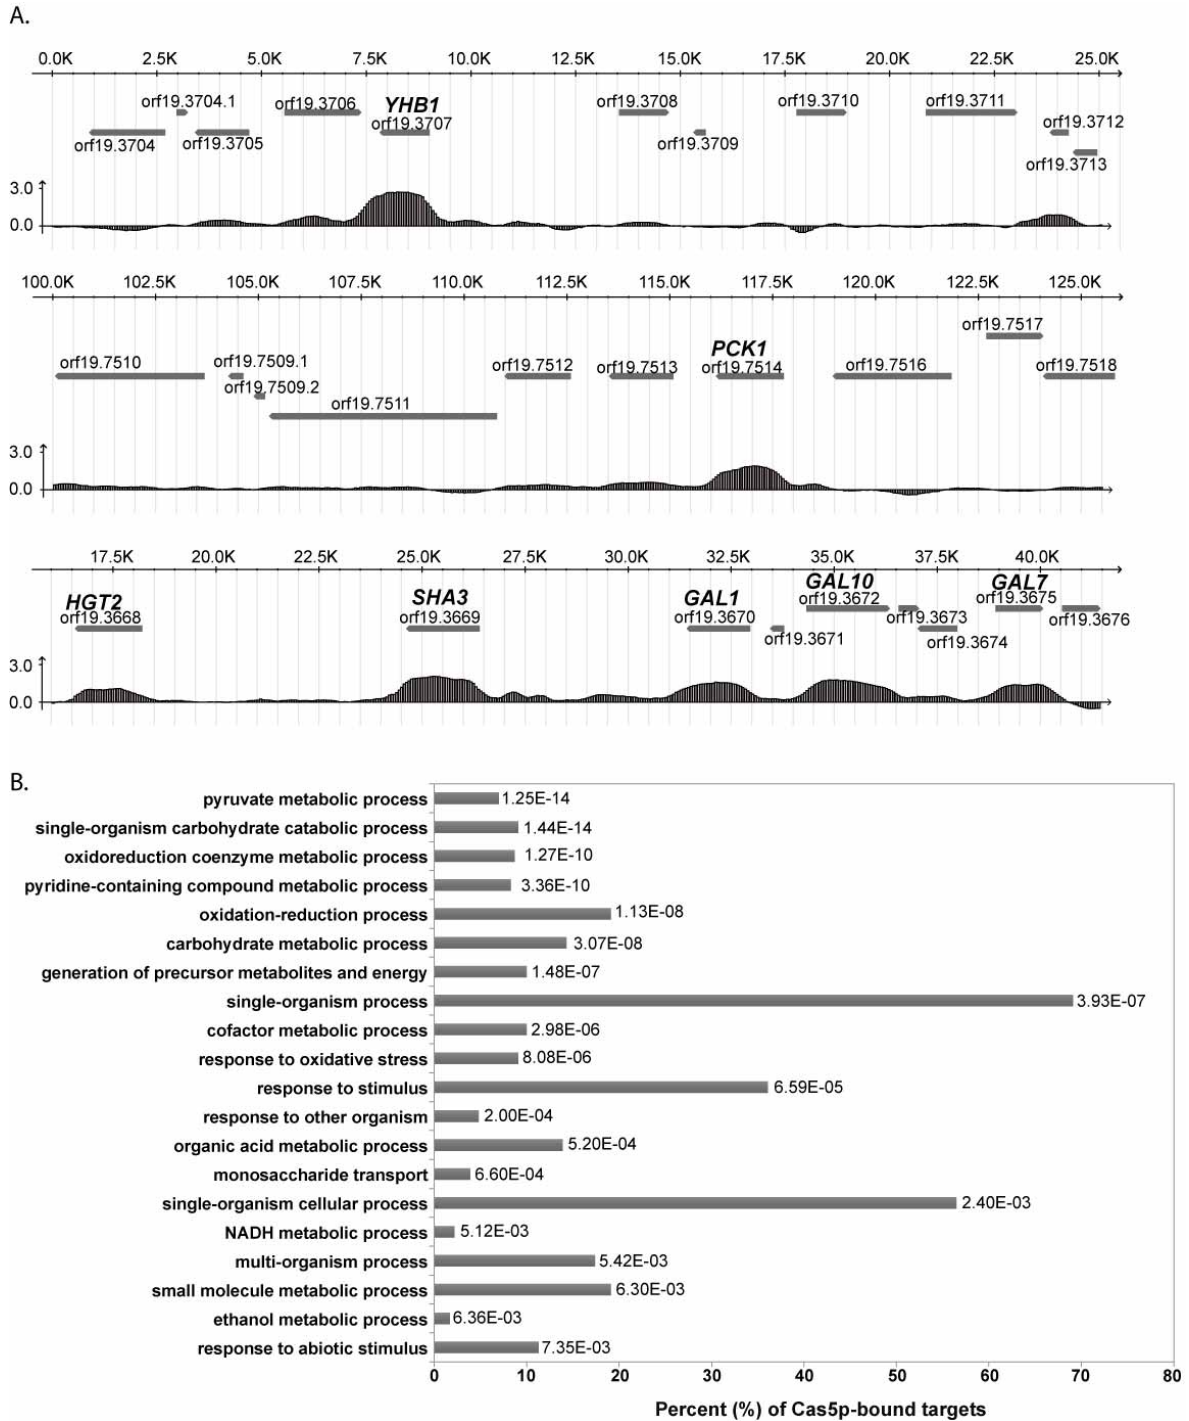 A.
0.0K 2.5K 5.0K 7.5K 10.0K 12.5K 15.0K 17.5K 20.0K 22.5K 25.0K
orf19.3704.1 orf19.3706 YHB1 orf19.3708 orf19.3710 orf19.3711 orf19.3712
orf19.3707
orf19.3704 orf19.3705 orf19.3709 orf19.3713
3.0
0.0
100.0K 102.5K 105.0K 107.5K 110.0K 112.5K 115.0K 117.5K 120.0K 122.5K 125.0K
orf19.7517
PCK1
orf19.7510 orf19.7509.1 orf19.7512 orf19.7513 orf19.7514 orf19.7516 orf19.7518
orf19.7509.2
orf19.7511
3.0
0.0
17.5K 20.0K 22.5K 25.0K 27.5K 30.0K 32.5K 35.0K 37.5K 40.0K
GAL10 GAL7
HGT2 SHA3 GAL1 orf19.3672 orf19.3675
orf19.3668 orf19.3669 orf19.3670 orf19.3673 orf19.3676
orf19.3671 orf19.3674
3.0
0.0
B.
pyruvate metabolic process 1.25E-14
single-organism carbohydrate catabolic process 1.44E-14
oxidoreduction coenzyme metabolic process 1.27E-10
pyridine-containing compound metabolic process 3.36E-10
oxidation-reduction process 1.13E-08
carbohydrate metabolic process 3.07E-08
generation of precursor metabolites and energy 1.48E-07
single-organism process 3.93E-07
cofactor metabolic process 2.98E-06
response to oxidative stress 8.08E-06
response to stimulus 6.59E-05
response to other organism 2.00E-04
organic acid metabolic process 5.20E-04
monosaccharide transport 6.60E-04
single-organism cellular process 2.40E-03
NADH metabolic process 5.12E-03
multi-organism process 5.42E-03
small molecule metabolic process 6.30E-03
ethanol metabolic process 6.36E-03
response to abiotic stimulus 7.35E-03
0 10 20 30 40 50 60 70 80
Percent (%) of Cas5p-bound targets